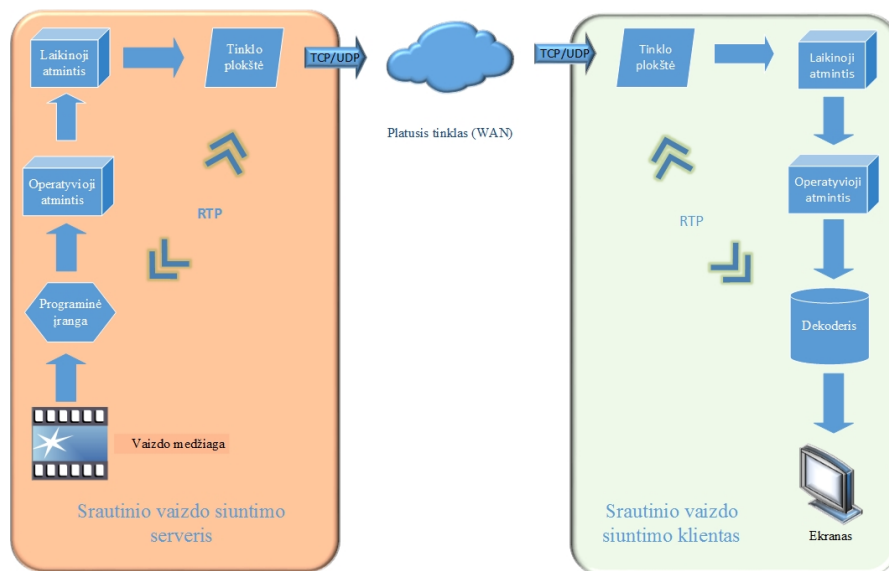 Laikinoji
atmintis
Tinklo
plokštė
TCP/UDP
Operatyvioji
atmintis
RTP
Programinė
įranga
Vaizdo medžiaga
Srautinio vaizdo siuntimo
serveris
Platusis tinklas (WAN)
TCP/UDP
Tinklo
plokštė
Laikinoji
atmintis
Operatyvioji
atmintis
RTP
Dekoderis
Ekranas
Srautinio vaizdo
siuntimo klientas